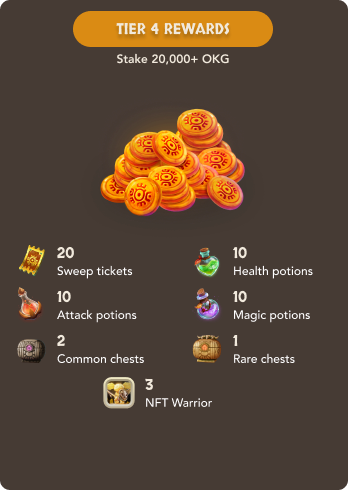 TIER 4 REWARDS
Stake 20,000+ OKG
20
Sweep tickets
10
Health potions
10
Attack potions
10
Magic potions
2
Common chests
1
Rare chests
3
NFT Warrior